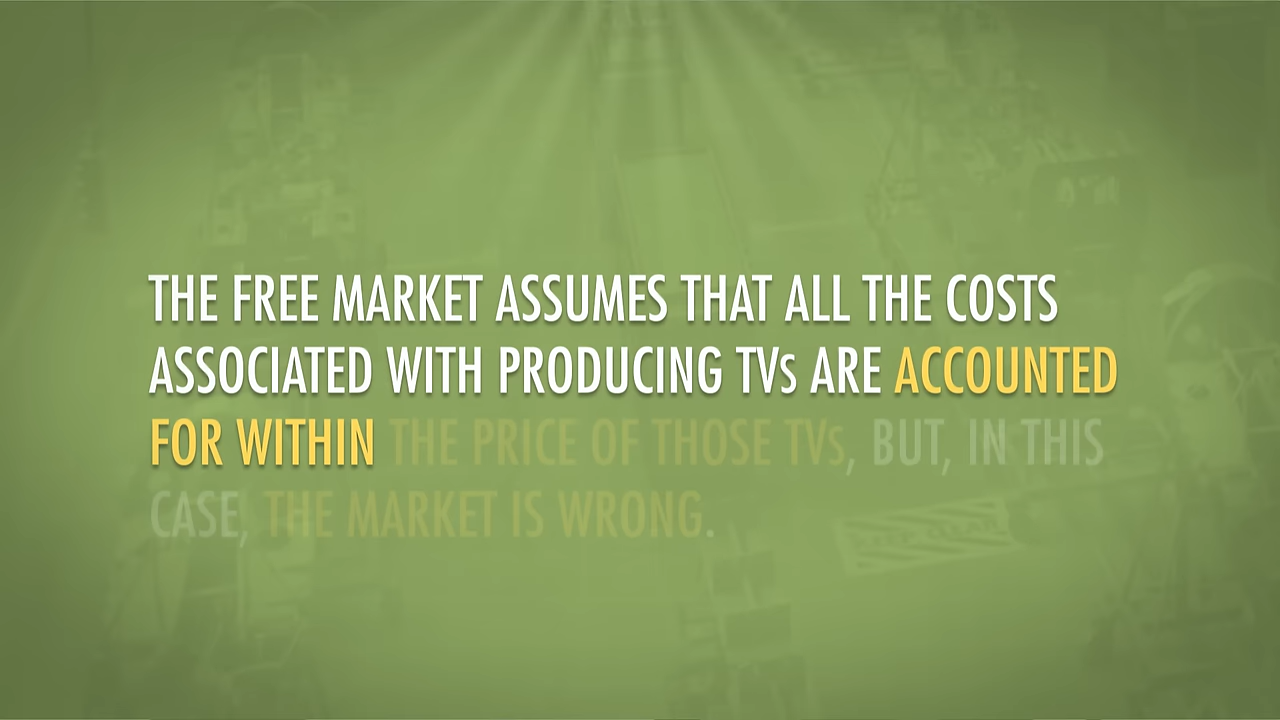 THE FREE MARKET ASSUMES THAT ALL THE COSTS
ASSOCIATED WITH PRODUCING TVs ARE ACCOUNTED
FOR WITHIN THE PRICE OF THOSE TVs, BUT, IN THIS
CASE, THE MARKET IS WRONG.